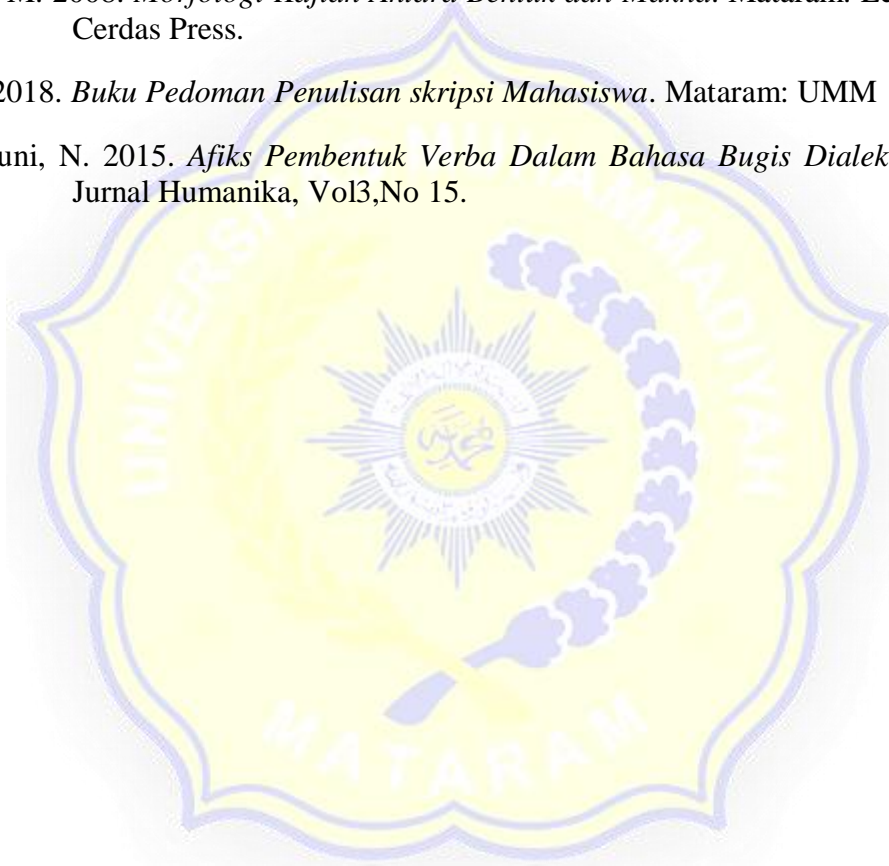 M. 2008. Morfologi Kajian Antara Bentuk dan Makna. Mataram:
Cerdas Press.
2018. Buku Pedoman Penulisan skripsi Mahasiswa. Mataram: UMM
uni, N. 2015. Afiks Pembentuk Verba Dalam Bahasa Bugis Dialek
Jurnal Humanika, Vol3,No 15.
UNIVERSITAS MUHAMMADIYAH
MATARAM